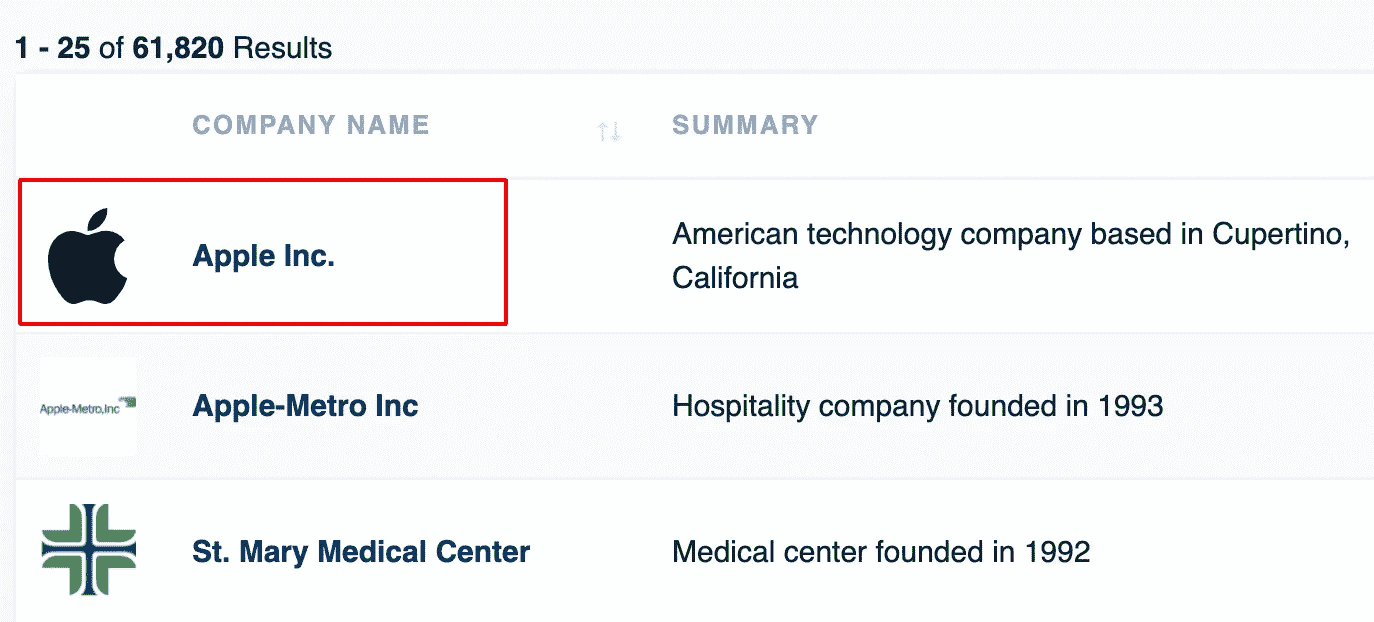 1 - 25 of 61,820 Results
COMPANY NAME SUMMARY
Apple Inc.
American technology company based in Cupertino,
California
Apple-Metro,Inc
Apple-Metro Inc
Hospitality company founded in 1993
St. Mary Medical Center
Medical center founded in 1992